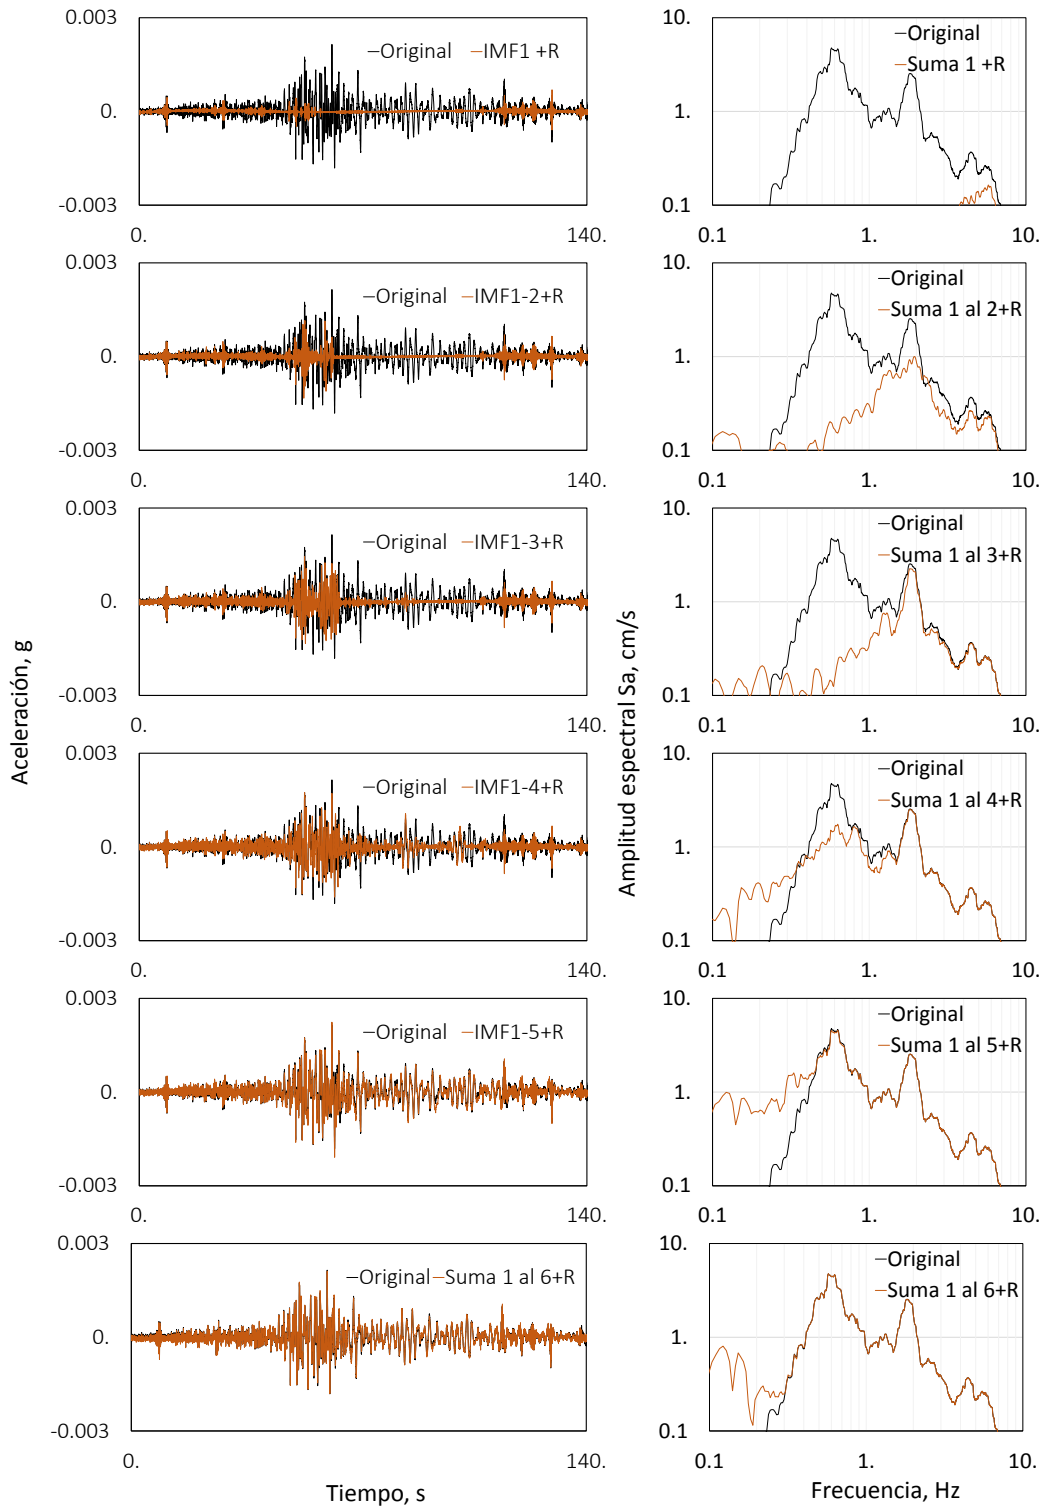 0.003
0.
-0.003
0.
140.
Original
IMF1 +R
10.
1.
0.1
0.1
1.
10.
Original
Suma 1 +R
0.003
0.
-0.003
0.
140.
Original
IMF1-2+R
10.
1.
0.1
0.1
1.
10.
Original
Suma 1 al 2+R
0.003
0.
-0.003
0.
140.
Original
IMF1-3+R
10.
1.
0.1
0.1
1.
10.
Original
Suma 1 al 3+R
Aceleración, g
Amplitud espectral Sa, cm/s
0.003
0.
-0.003
0.
140.
Original
IMF1-4+R
10.
1.
0.1
0.1
1.
10.
Original
Suma 1 al 4+R
0.003
0.
-0.003
0.
140.
Original
IMF1-5+R
10.
1.
0.1
0.1
1.
10.
Original
Suma 1 al 5+R
0.003
0.
-0.003
0.
140.
Original
Suma 1 al 6+R
10.
1.
0.1
0.1
1.
10.
Original
Suma 1 al 6+R
Tiempo, s
Frecuencia, Hz